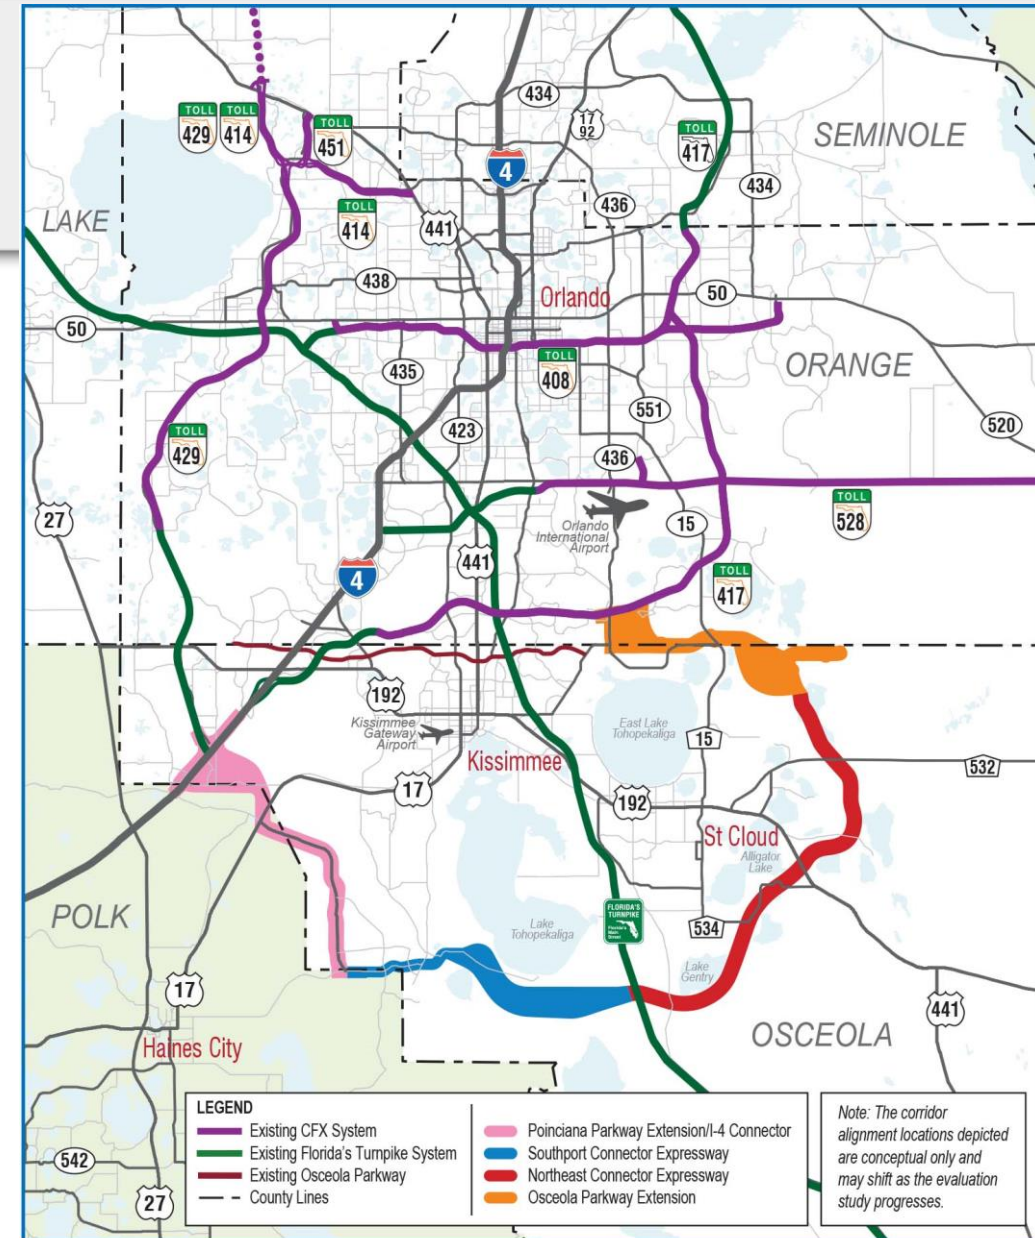 434
17
92
TOLL
429
TOLL
414
TOLL
451
TOLL
417
SEMINOLE
4
434
436
LAKE
TOLL
414
441
438
Orlando
50
50
TOLL
408
435
ORANGE
551
423
520
TOLL
429
436
TOLL
528
27
Orlando
International
Airport
15
441
4
TOLL
417
192
Kissimmee
Gateway
Airport
East Lake
Tohopekaliga
15
Kissimmee
532
17
192
St Cloud
Alligator
Lake
POLK
FLORIDA'S
TURNPIKE
Lake
Tohopekaliga
534
Lake
Gentry
17
441
OSCEOLA
Haines City
LEGEND
Existing CFX System
Existing Florida's Turnpike System
Existing Osceola Parkway
County Lines
Poinciana Parkway Extension/I-4 Connector
Southport Connector Expressway
Northeast Connector Expressway
Osceola Parkway Extension
Note: The corridor
alignment locations depicted
are conceptual only and
may shift as the evaluation
study progresses.
542
27